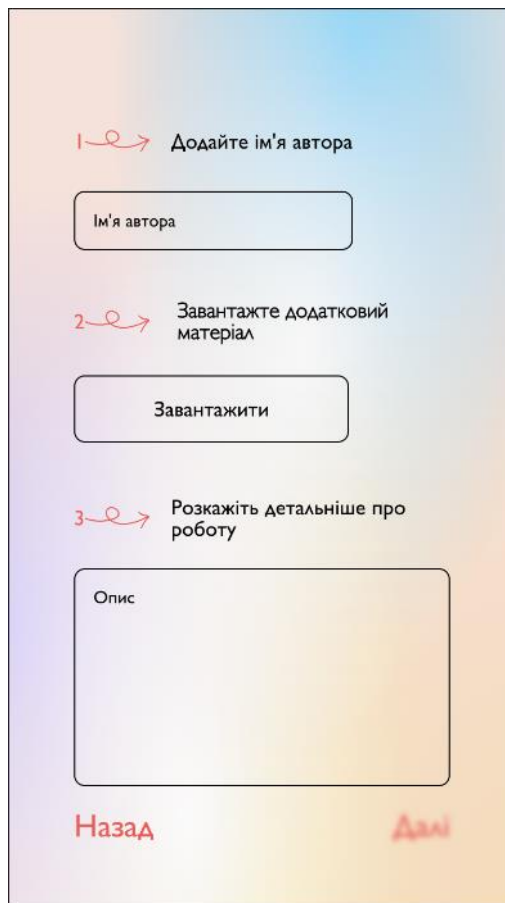 1 Додайте ім'я автора
Ім'я автора
2 Завантажте додатковий
матеріал
Завантажити
3 Розкажіть детальніше про
роботу
Опис
Назад Далі